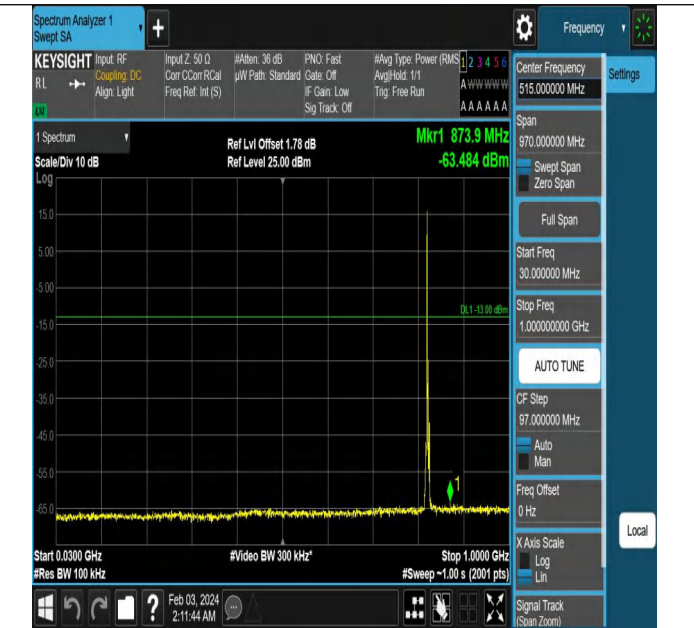 Spectrum Analyzer 1
Swept SA
+
Frequency
KEYSIGHT
RL
LXI
Input: RF
Coupling: DC
Align: Light
Input Z: 50 Ω
Corr CCorr RCal
Freq Ref: Int (S)
#Atten: 36 dB
µW Path: Standard
PNO: Fast
Gate: Off
IF Gain: Low
Sig Track: Off
#Avg Type: Power (RMS
Avg|Hold: 1/1
Trig: Free Run
1 2 3 4 5 6
A W W W W W
A A A A A A
1 Spectrum
Scale/Div 10 dB
Log
Ref Lvl Offset 1.78 dB
Ref Level 25.00 dBm
Mkr1 873.9 MHz
-63.484 dBm
15.0
5.00
-5.00
-15.0
-25.0
-35.0
-45.0
-55.0
-65.0
DL1 -13.00 dBm
1
Start 0.0300 GHz
#Res BW 100 kHz
#Video BW 300 kHz*
Stop 1.0000 GHz
#Sweep ~1.00 s (2001 pts)
?
Feb 03, 2024
2:11:44 AM
Center Frequency
515.000000 MHz
Settings
Span
970.000000 MHz
Swept Span
Zero Span
Full Span
Start Freq
30.000000 MHz
Stop Freq
1.000000000 GHz
AUTO TUNE
CF Step
97.000000 MHz
Auto
Man
Freq Offset
0 Hz
X Axis Scale
Log
Lin
Local
Signal Track
(Span Zoom)